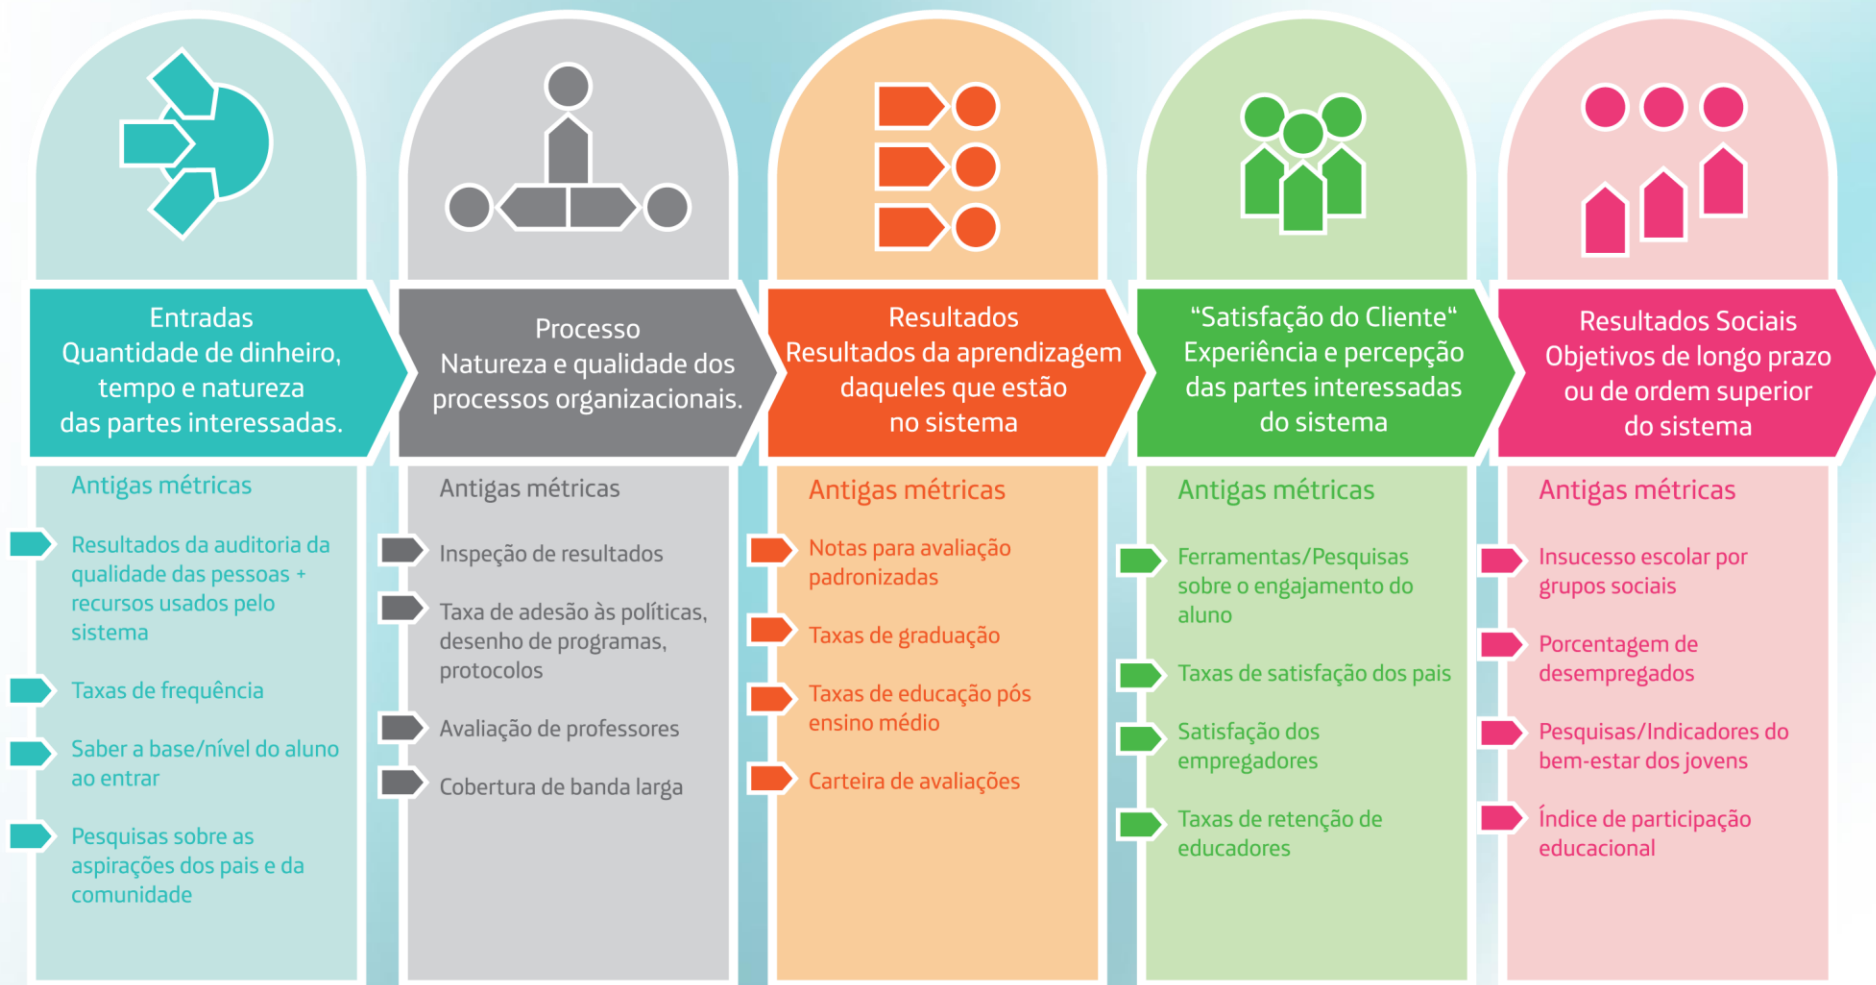 Entradas
Quantidade de dinheiro,
tempo e natureza
das partes interessadas.
Antigas métricas
Resultados da auditoria da
qualidade das pessoas +
recursos usados pelo
sistema
Taxas de frequência
Saber a base/nível do aluno
ao entrar
Pesquisas sobre as
aspirações dos pais e da
comunidade
Processo
Natureza e qualidade dos
processos organizacionais.
Antigas métricas
Inspeção de resultados
Taxa de adesão às políticas,
desenho de programas,
protocolos
Avaliação de professores
Cobertura de banda larga
Resultados
Resultados da aprendizagem
daqueles que estão
no sistema
Antigas métricas
Notas para avaliação
padronizadas
Taxas de graduação
Taxas de educação pós
ensino médio
Carteira de avaliações
“Satisfação do Cliente“
Experiência e percepção
das partes interessadas
do sistema
Antigas métricas
Ferramentas/Pesquisas
sobre o engajamento do
aluno
Taxas de satisfação dos pais
Satisfação dos
empregadores
Taxas de retenção de
educadores
Resultados Sociais
Objetivos de longo prazo
ou de ordem superior
do sistema
Antigas métricas
Insucesso escolar por
grupos sociais
Porcentagem de
desempregados
Pesquisas/Indicadores do
bem-estar dos jovens
Índice de participação
educacional